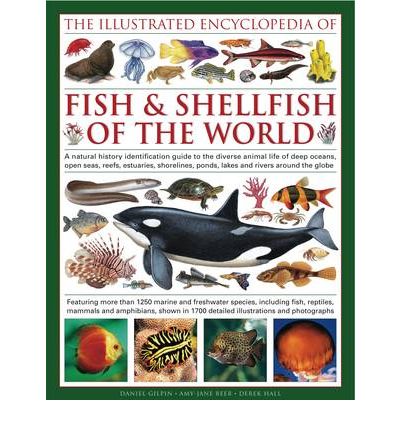 THE ILLUSTRATED ENCYCLOPEDIA OF
FISH & SHELLFISH
OF THE WORLD
A natural history identification guide to the diverse animal life of deep oceans,
open seas, reefs, estuaries, shorelines, ponds, lakes and rivers around the globe
Featuring more than 1250 marine and freshwater species, including fish, reptiles,
mammals and amphibians, shown in 1700 detailed illustrations and photographs
DANIEL GILPIN • AMY-JANE BEER • DEREK HALL